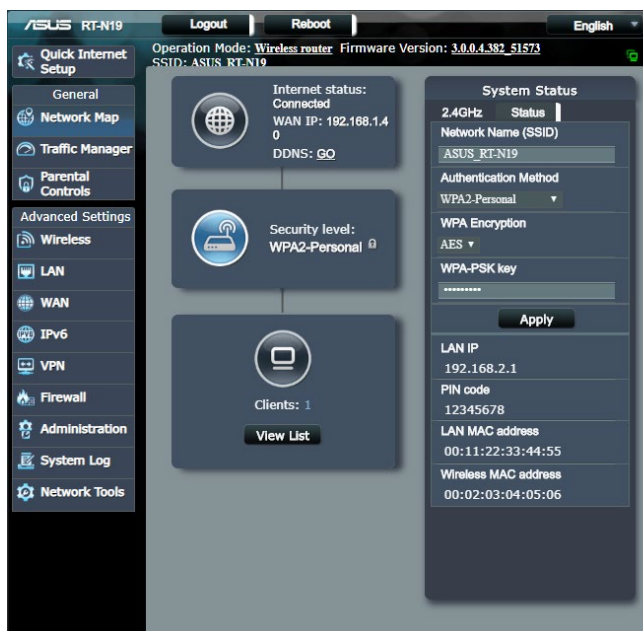 ASUS RT-N19 Logout Reboot English
Quick Internet Setup
General
Network Map
Traffic Manager
Parental Controls
Advanced Settings
Wireless
LAN
WAN
IPv6
VPN
Firewall
Administration
System Log
Network Tools
Operation Mode: Wireless router Firmware Version: 3.0.0.4.382_51573
SSID: ASUS_RT-N19
Internet status:
Connected
WAN IP: 192.168.1.4
0
DDNS: GO
Security level:
WPA2-Personal
Clients: 1
View List
System Status
2.4GHz Status
Network Name (SSID)
ASUS_RT-N19
Authentication Method
WPA2-Personal
WPA Encryption
AES
WPA-PSK key
Apply
LAN IP
192.168.2.1
PIN code
12345678
LAN MAC address
00:11:22:33:44:55
Wireless MAC address
00:02:03:04:05:06